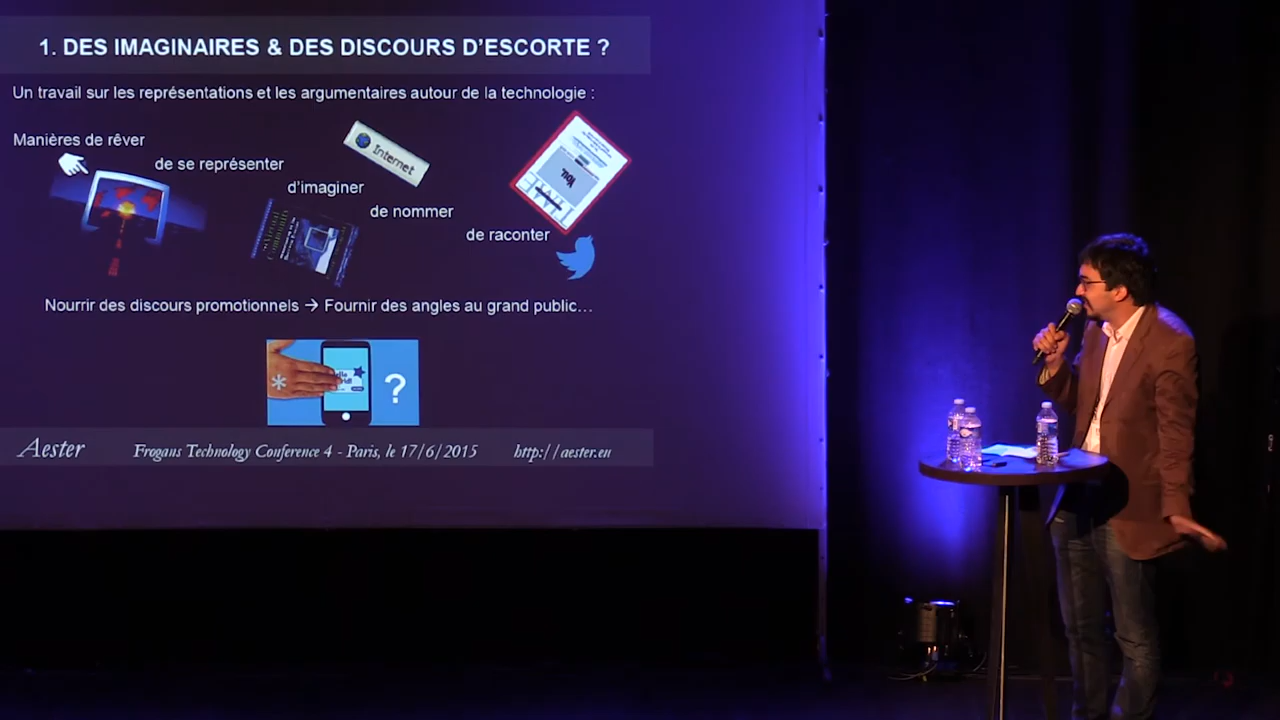 1. DES IMAGINAIRES & DES DISCOURS D'ESCORTE ?
Un travail sur les représentations et les argumentaires autour de la technologie :
Manières de rêver
de se représenter
d'imaginer
de nommer
de raconter
Internet
TIME
You.
Nourrir des discours promotionnels → Fournir des angles au grand public…
* ?
Aester Frogans Technology Conference 4 - Paris, le 17/6/2015 http://aester.eu